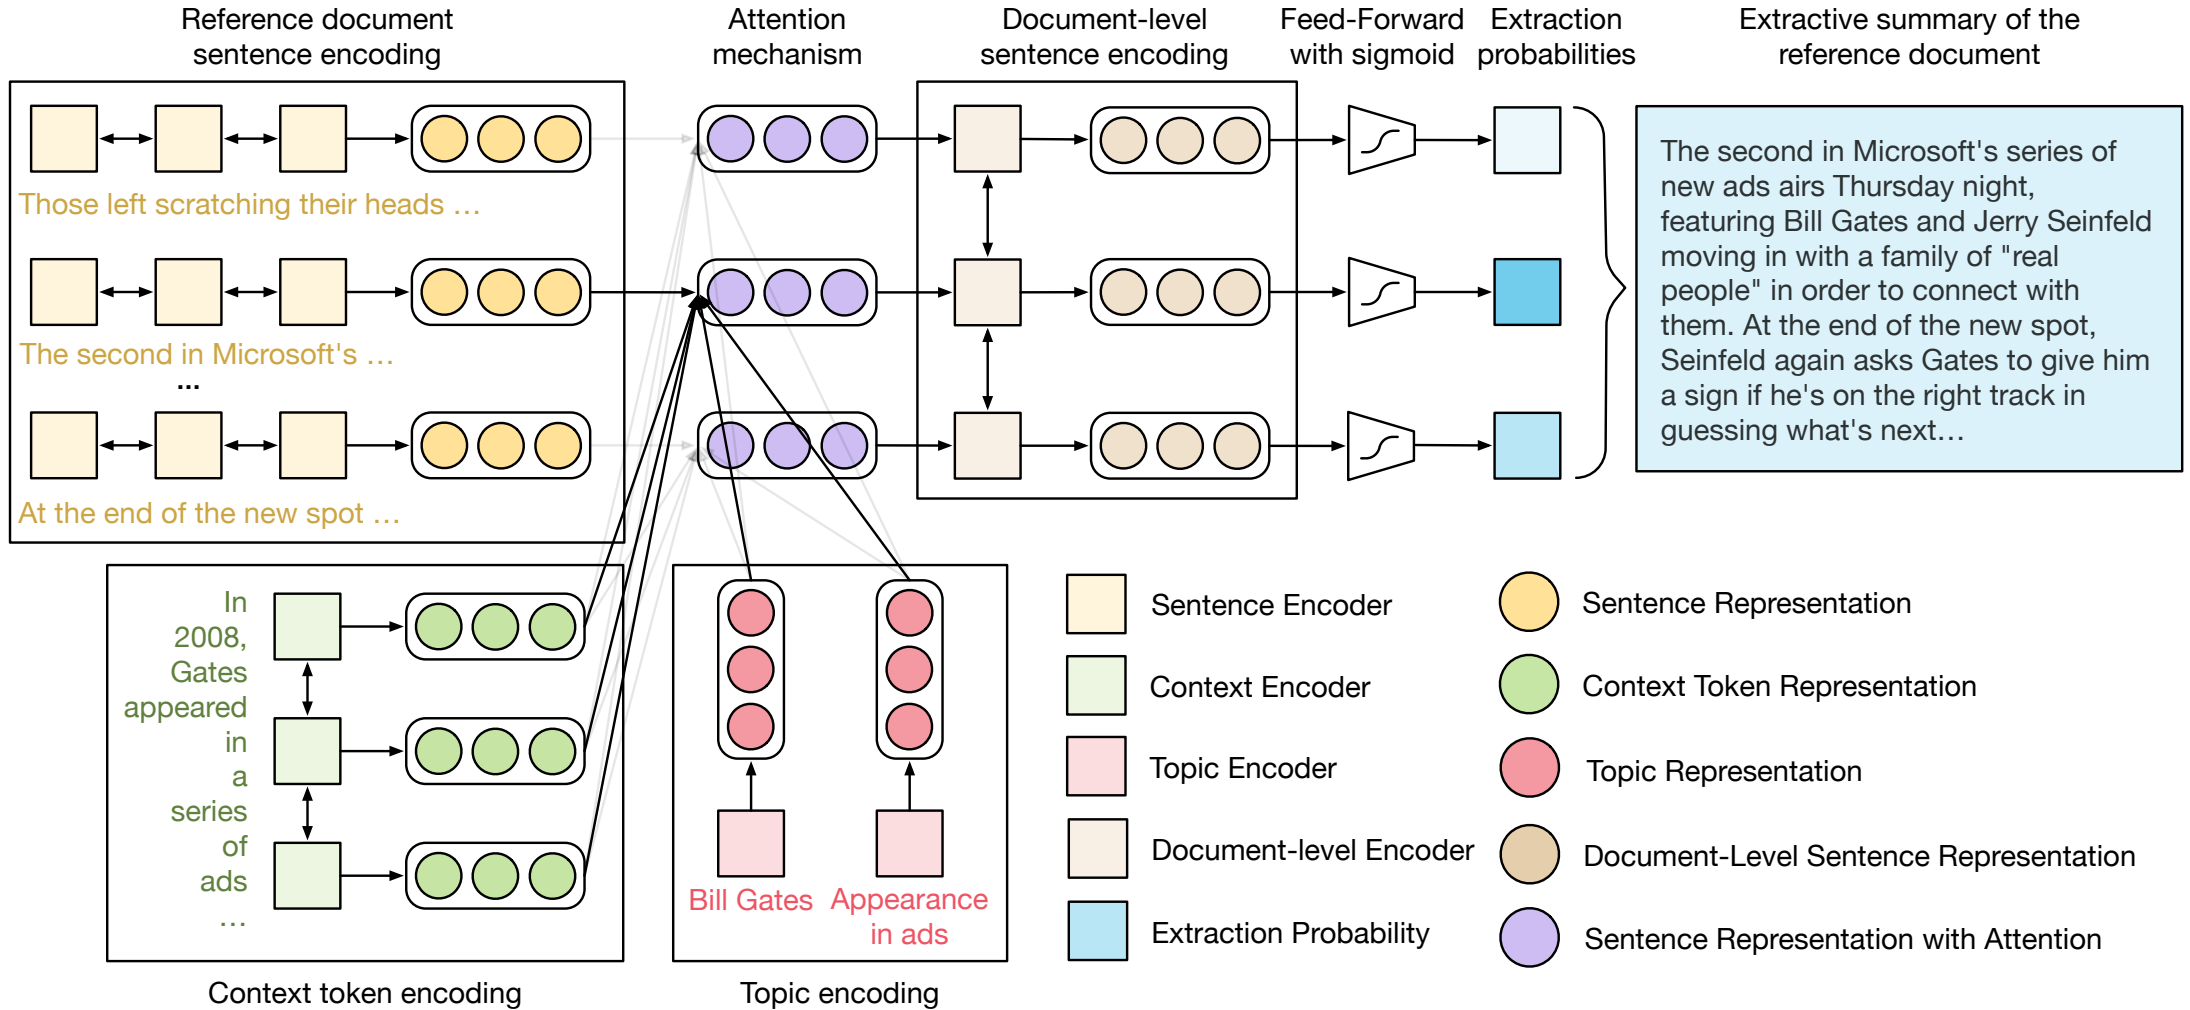 Reference document
sentence encoding
Attention
mechanism
Document-level
sentence encoding
Feed-Forward
with sigmoid
Extraction
probabilities
Extractive summary of the
reference document
Those left scratching their heads …
The second in Microsoft's …
...
At the end of the new spot …
The second in Microsoft's series of
new ads airs Thursday night,
featuring Bill Gates and Jerry Seinfeld
moving in with a family of "real
people" in order to connect with
them. At the end of the new spot,
Seinfeld again asks Gates to give him
a sign if he's on the right track in
guessing what's next…
In
2008,
Gates
appeared
in
a
series
of
ads
…
Context token encoding
Bill Gates
Appearance
in ads
Topic encoding
Sentence Encoder
Context Encoder
Topic Encoder
Document-level Encoder
Extraction Probability
Sentence Representation
Context Token Representation
Topic Representation
Document-Level Sentence Representation
Sentence Representation with Attention